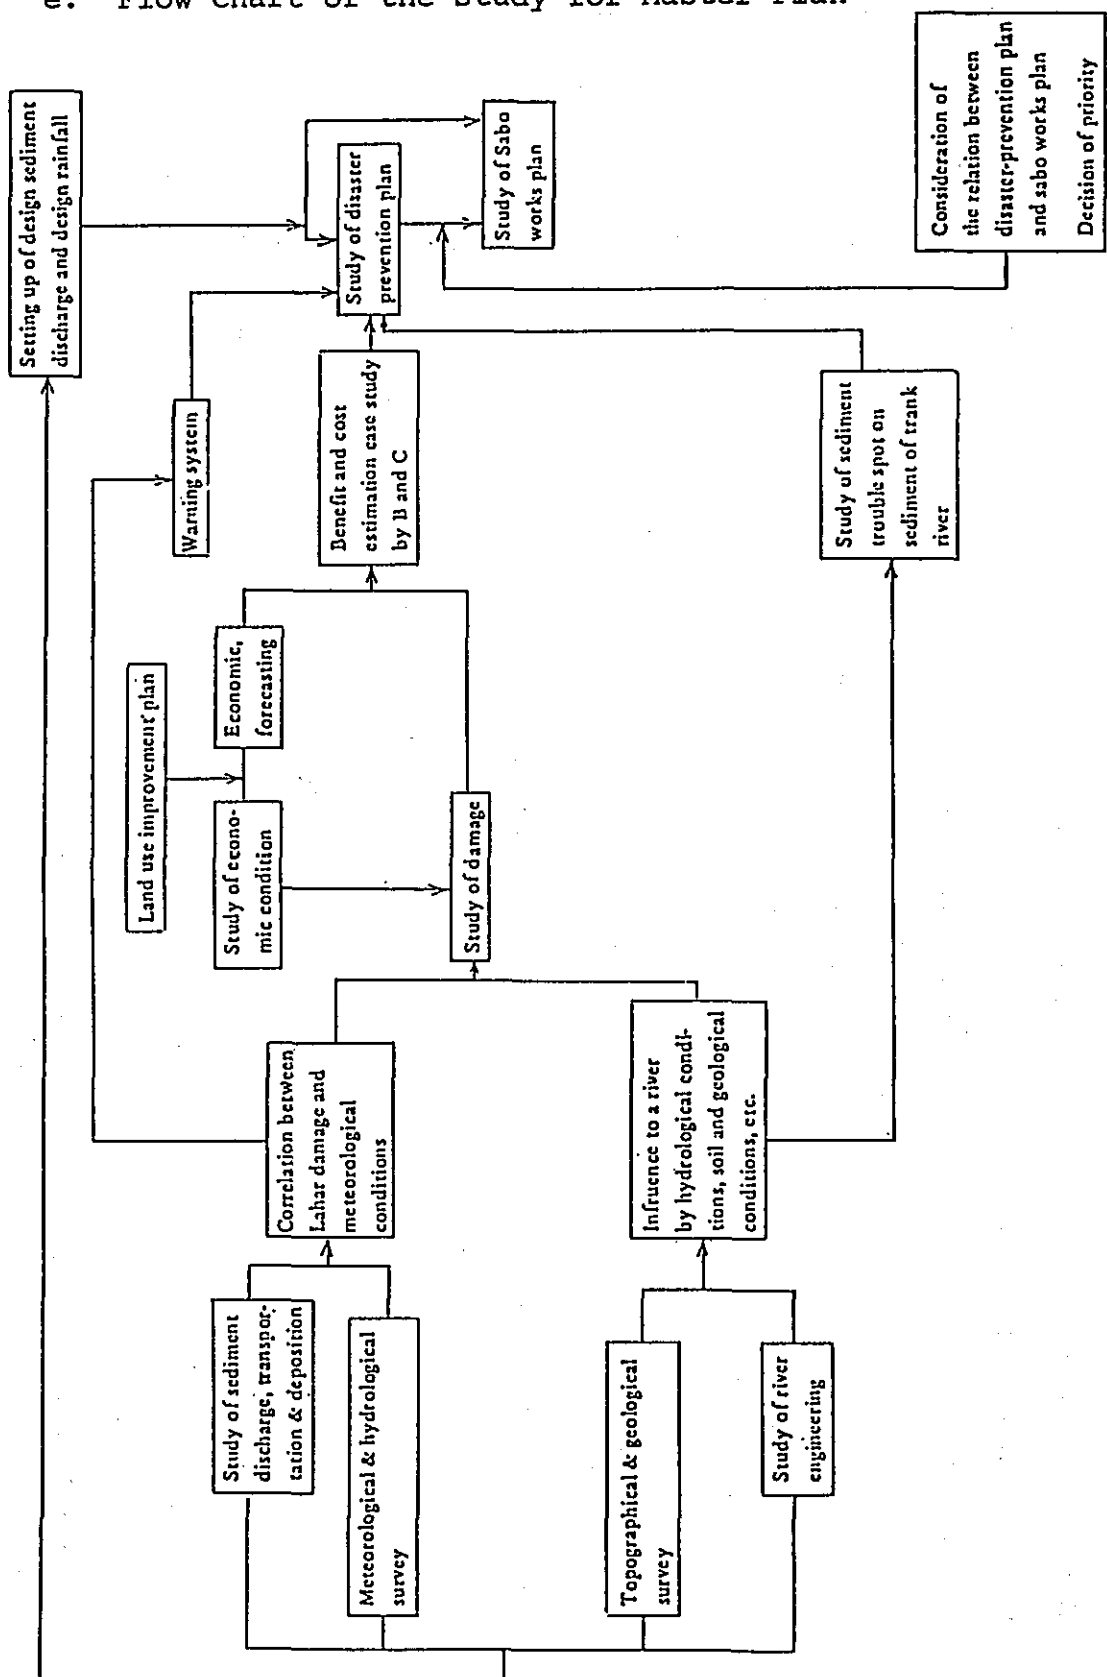 e. Flow Chart of the Study for Master Plan
Setting up of design sediment
discharge and design rainfall
Warning system
Study of disaster
prevention plan
Study of Sabo
works plan
Consideration of
the relation between
disaster-prevention plan
and sabo works plan
Decision of priority
Benefit and cost
estimation case study
by B and C
Study of sediment
trouble spot on
sediment of trank
river
Land use improvement plan
Economic,
forecasting
Study of econo-
mic condition
Study of damage
Correlation between
Lahar damage and
meteorological
conditions
Infruence to a river
by hydrological condi-
tions, soil and geological
conditions, etc.
Study of sediment
discharge, transpor-
tation & deposition
Meteorological & hydrological
survey
Topographical & geological
survey
Study of river
engineering